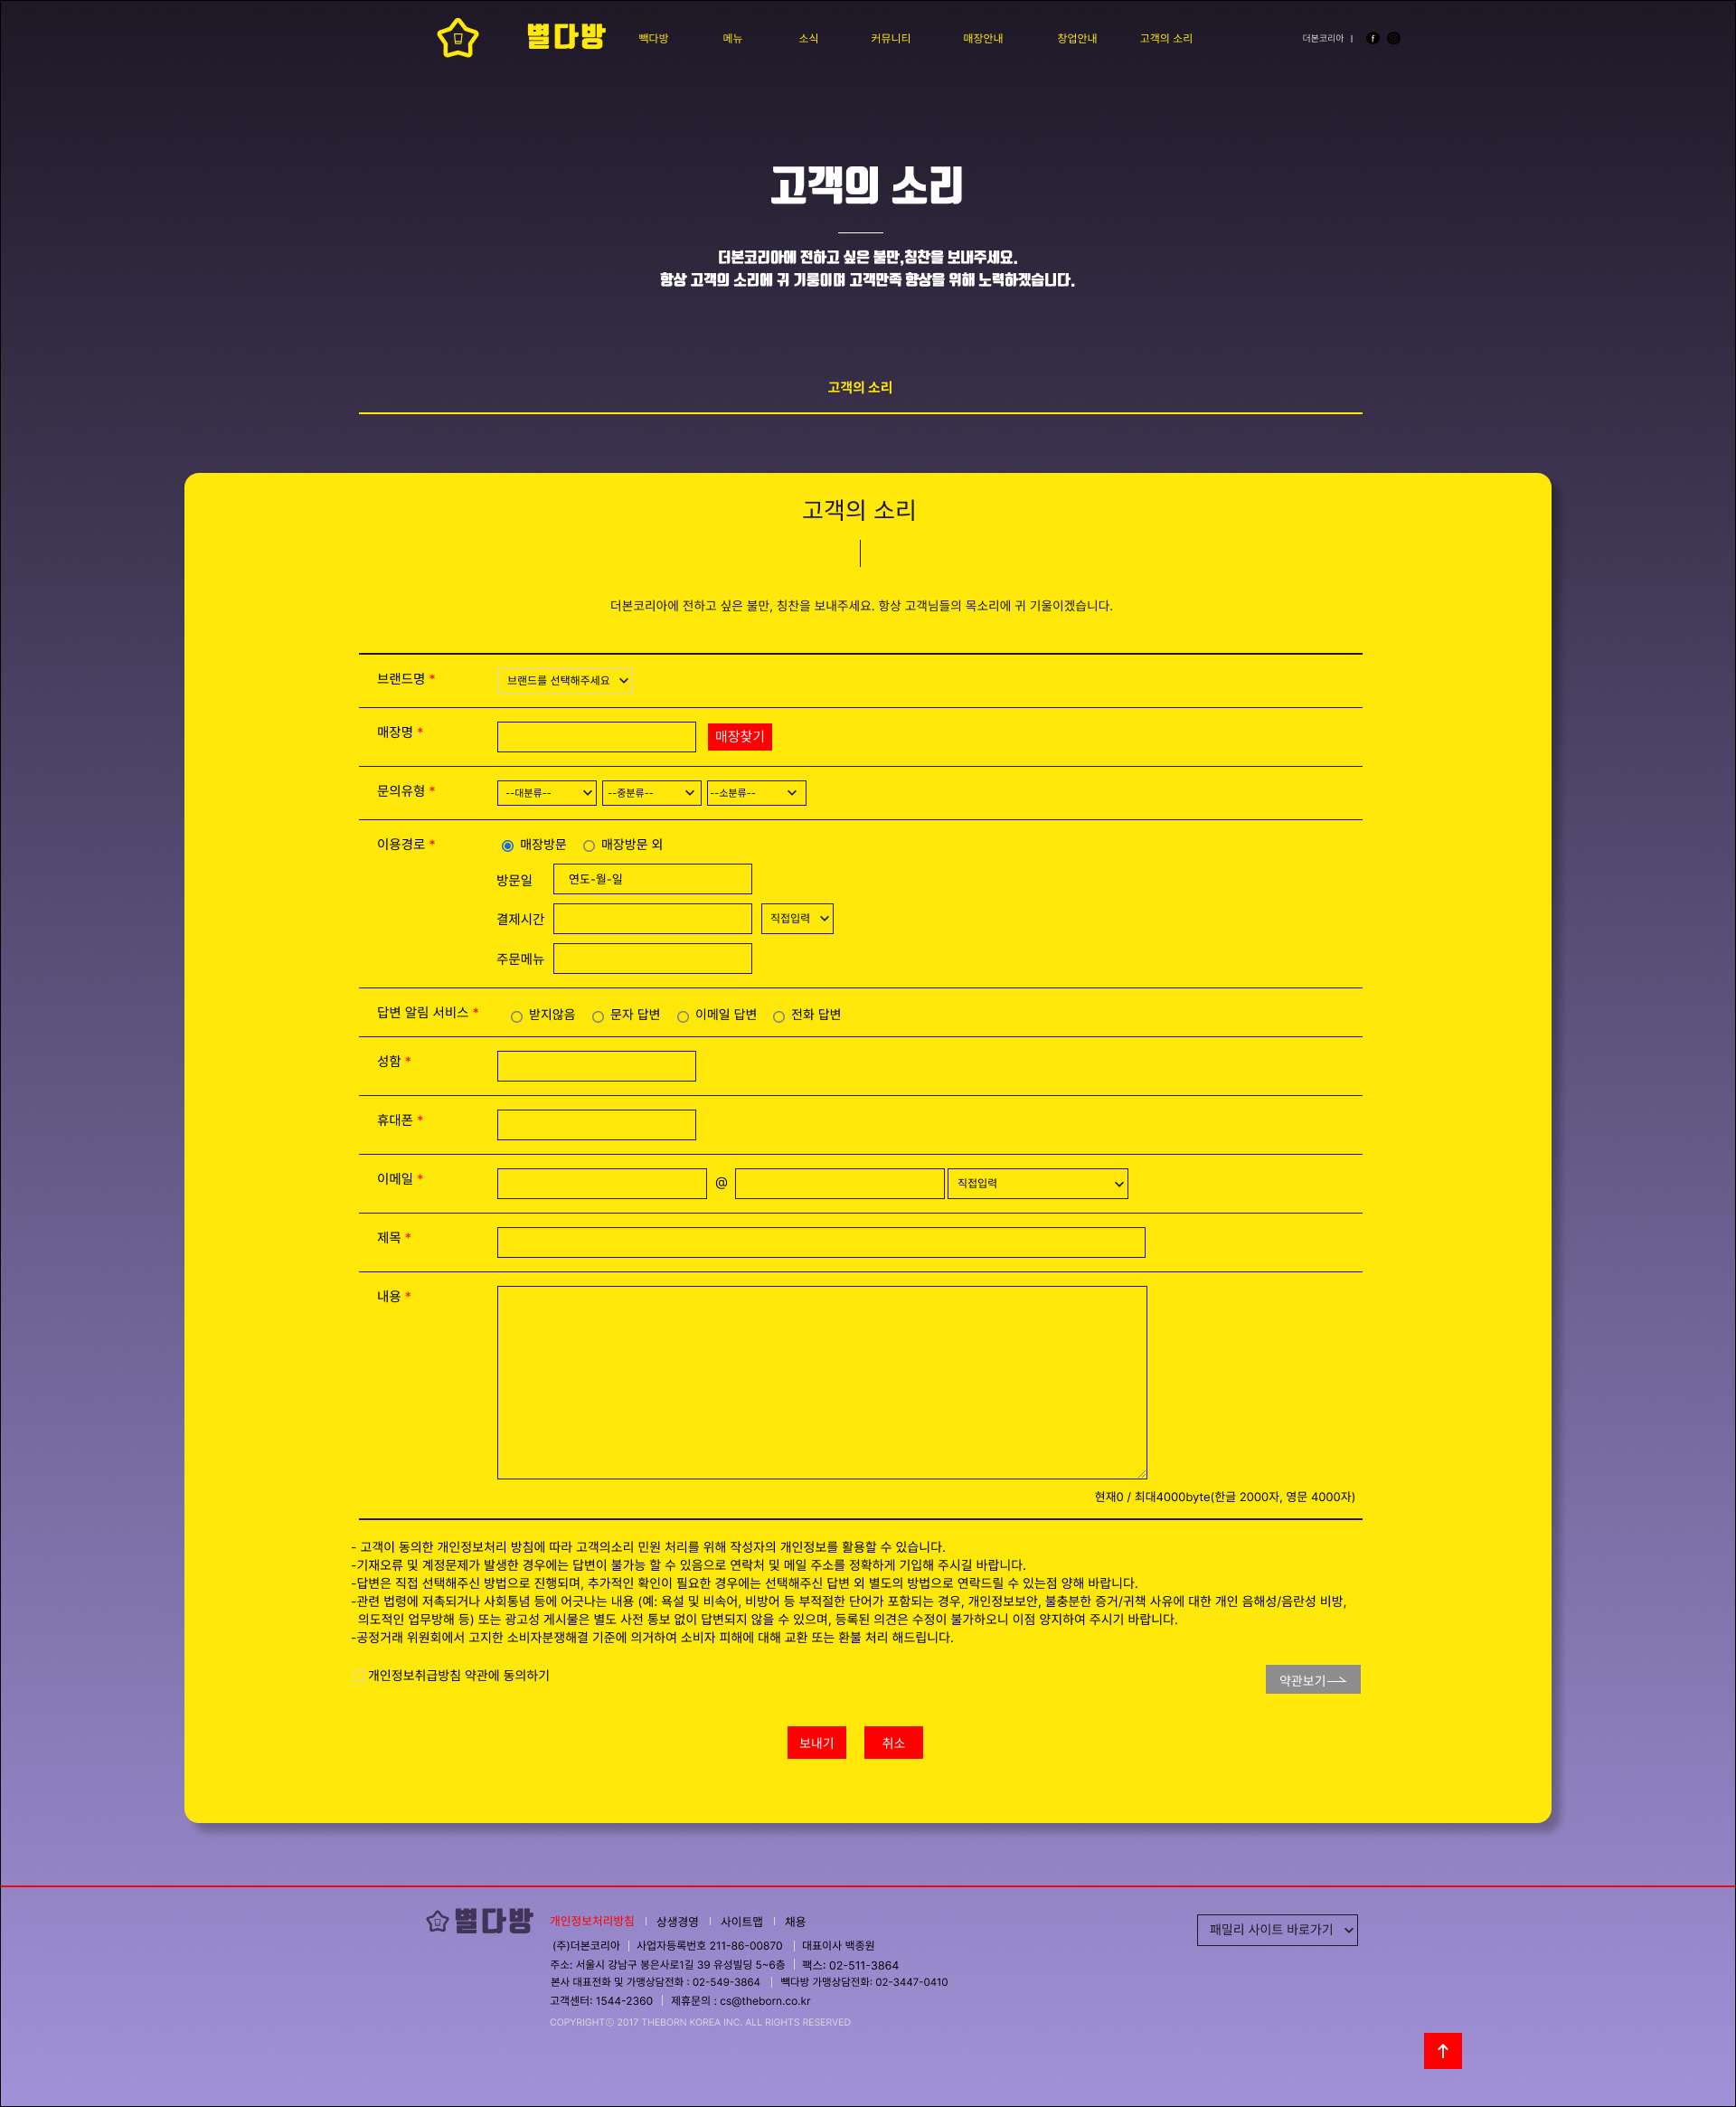 별다방 빽다방 메뉴 소식 커뮤니티 매장안내 창업안내 고객의 소리 더본코리아 | f
고객의 소리
더본코리아에 전하고 싶은 불만,칭찬을 보내주세요.
항상 고객의 소리에 귀 기룽이며 고객만족 향상을 위해 노력하겠습니다.
고객의 소리
고객의 소리
더본코리아에 전하고 싶은 불만, 칭찬을 보내주세요. 항상 고객님들의 목소리에 귀 기울이겠습니다.
브랜드명 * 브랜드를 선택해주세요
매장명 * 매장찾기
문의유형 * --대분류-- --중분류-- --소분류--
이용경로 * 매장방문 매장방문 외
방문일 연도-월-일
결제시간 직접입력
주문메뉴
답변 알림 서비스 * 받지않음 문자 답변 이메일 답변 전화 답변
성함 *
휴대폰 *
이메일 * @ 직접입력
제목 *
내용 *
현재0 / 최대4000byte(한글 2000자, 영문 4000자)
- 고객이 동의한 개인정보처리 방침에 따라 고객의소리 민원 처리를 위해 작성자의 개인정보를 활용할 수 있습니다.
-기재오류 및 계정문제가 발생한 경우에는 답변이 불가능 할 수 있음으로 연락처 및 메일 주소를 정확하게 기입해 주시길 바랍니다.
-답변은 직접 선택해주신 방법으로 진행되며, 추가적인 확인이 필요한 경우에는 선택해주신 답변 외 별도의 방법으로 연락드릴 수 있는점 양해 바랍니다.
-관련 법령에 저촉되거나 사회통념 등에 어긋나는 내용 (예: 욕설 및 비속어, 비방어 등 부적절한 단어가 포함되는 경우, 개인정보보안, 불충분한 증거/귀책 사유에 대한 개인 음해성/음란성 비방,
의도적인 업무방해 등) 또는 광고성 게시물은 별도 사전 통보 없이 답변되지 않을 수 있으며, 등록된 의견은 수정이 불가하오니 이점 양지하여 주시기 바랍니다.
-공정거래 위원회에서 고지한 소비자분쟁해결 기준에 의거하여 소비자 피해에 대해 교환 또는 환불 처리 해드립니다.
개인정보취급방침 약관에 동의하기 약관보기
보내기 취소
별다방 개인정보처리방침 | 상생경영 | 사이트맵 | 채용 패밀리 사이트 바로가기
(주)더본코리아 | 사업자등록번호 211-86-00870 | 대표이사 백종원
주소: 서울시 강남구 봉은사로1길 39 유성빌딩 5~6층 | 팩스: 02-511-3864
본사 대표전화 및 가맹상담전화 : 02-549-3864 | 빽다방 가맹상담전화: 02-3447-0410
고객센터: 1544-2360 | 제휴문의 : cs@theborn.co.kr
COPYRIGHTⓒ 2017 THEBORN KOREA INC. ALL RIGHTS RESERVED